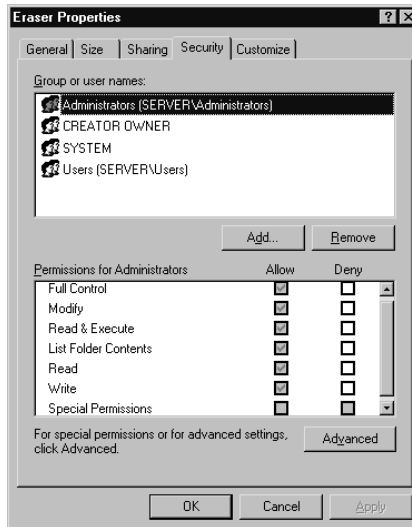 Eraser Properties
General Size Sharing Security Customize
Group or user names:
Administrators (SERVER\Administrators)
CREATOR OWNER
SYSTEM
Users (SERVER\Users)
Add... Remove
Permissions for Administrators Allow Deny
Full Control
Modify
Read & Execute
List Folder Contents
Read
Write
Special Permissions
For special permissions or for advanced settings,
click Advanced.
Advanced
OK Cancel Apply